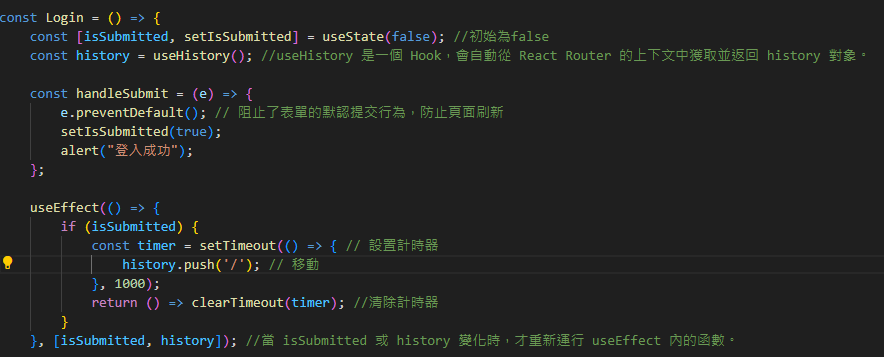 const Login = () => {
const [isSubmitted, setIsSubmitted] = useState(false); //初始為false
const history = useHistory(); //useHistory 是一個 Hook，會自動從 React Router 的上下文中獲取並返回 history 對象。
const handleSubmit = (e) => {
e.preventDefault(); // 阻止了表單的默認提交行為，防止頁面刷新
setIsSubmitted(true);
alert("登入成功");
};
useEffect(() => {
if (isSubmitted) {
const timer = setTimeout(() => { // 設置計時器
history.push('/'); // 移動
}, 1000);
return () => clearTimeout(timer); //清除計時器
}
}, [isSubmitted, history]); //當 isSubmitted 或 history 變化時，才重新運行 useEffect 內的函數。